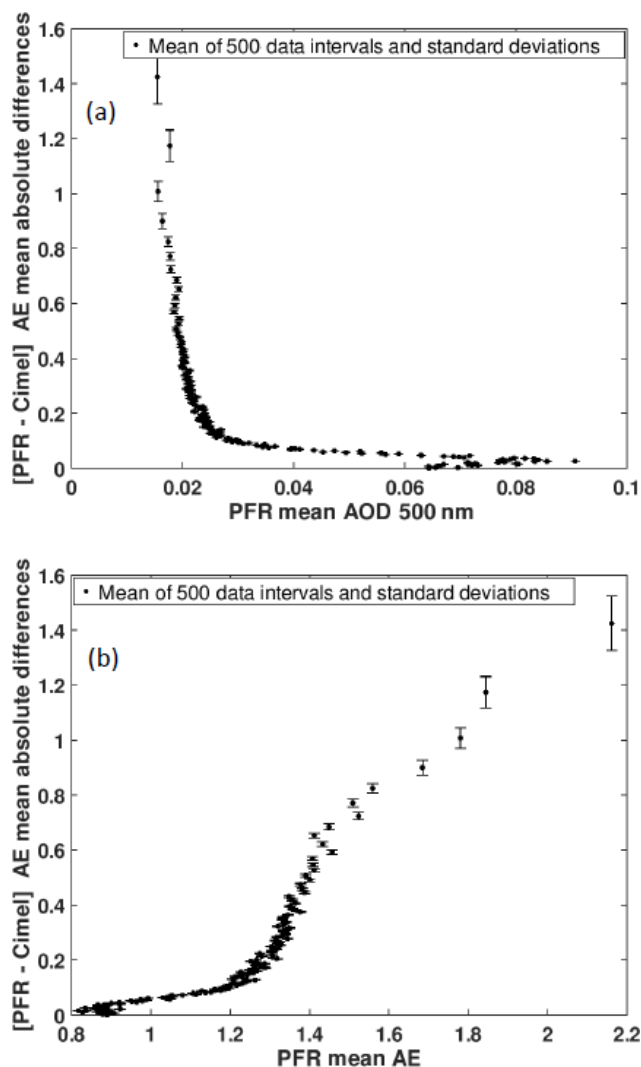 1.6
Mean of 500 data intervals and standard deviations
1.4
(a)
1.2
1
0.8
0.6
0.4
0.2
0
[PFR - Cimel] AE mean absolute differences
0 0.02 0.04 0.06 0.08 0.1
PFR mean AOD 500 nm
1.6
Mean of 500 data intervals and standard deviations
1.4
(b)
1.2
1
0.8
0.6
0.4
0.2
0
[PFR - Cimel] AE mean absolute differences
0.8 1 1.2 1.4 1.6 1.8 2 2.2
PFR mean AE